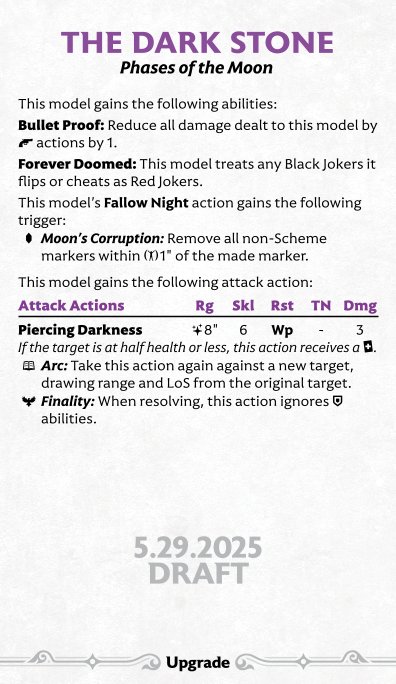 THE DARK STONE
Phases of the Moon
This model gains the following abilities:
Bullet Proof: Reduce all damage dealt to this model by
actions by 1.
Forever Doomed: This model treats any Black Jokers it
flips or cheats as Red Jokers.
This model's Fallow Night action gains the following
trigger:
Moon's Corruption: Remove all non-Scheme
markers within 1" of the made marker.
This model gains the following attack action:
Attack Actions Rg Skl Rst TN Dmg
Piercing Darkness 8" 6 Wp - 3
If the target is at half health or less, this action receives a .
Arc: Take this action again against a new target,
drawing range and LoS from the original target.
Finality: When resolving, this action ignores
abilities.
5.29.2025
DRAFT
Upgrade